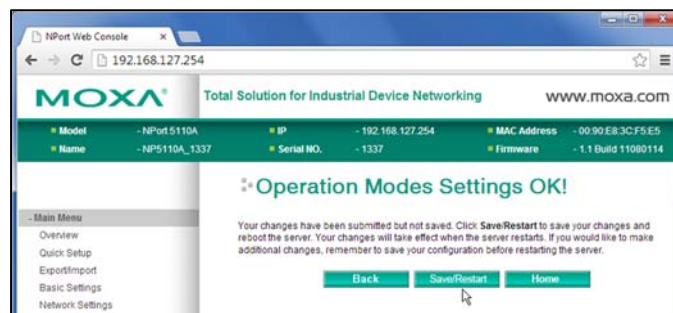 NPort Web Console
192.168.127.254
MOXA® Total Solution for Industrial Device Networking www.moxa.com
Model - NPort 5110A IP - 192.168.127.254 MAC Address - 00:90:E8:3C:F5:E5
Name - NP5110A_1337 Serial NO. - 1337 Firmware - 1.1 Build 11080114
Operation Modes Settings OK!
- Main Menu
Overview
Quick Setup
Export/Import
Basic Settings
Network Settings
Your changes have been submitted but not saved. Click Save/Restart to save your changes and
reboot the server. Your changes will take effect when the server restarts. If you would like to make
additional changes, remember to save your configuration before restarting the server.
Back Save/Restart Home